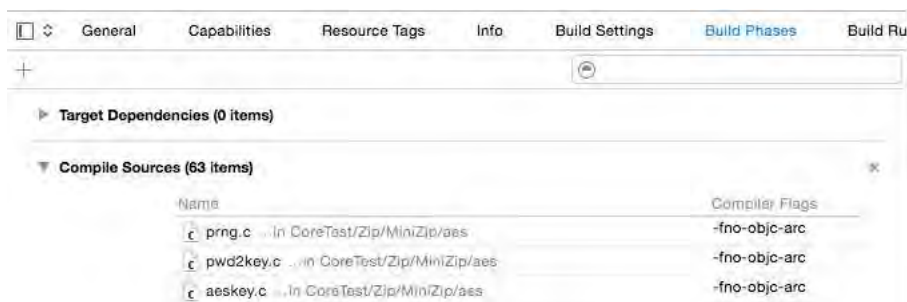 General Capabilities Resource Tags Info Build Settings Build Phases Build Ru
Target Dependencies (0 items)
Compile Sources (63 items)
Name Compiler Flags
prng.c ...in CoreTest/Zip/MiniZip/aes -fno-objc-arc
pwd2key.c ...in CoreTest/Zip/MiniZip/aes -fno-objc-arc
aeskey.c ...in CoreTest/Zip/MiniZip/aes -fno-objc-arc